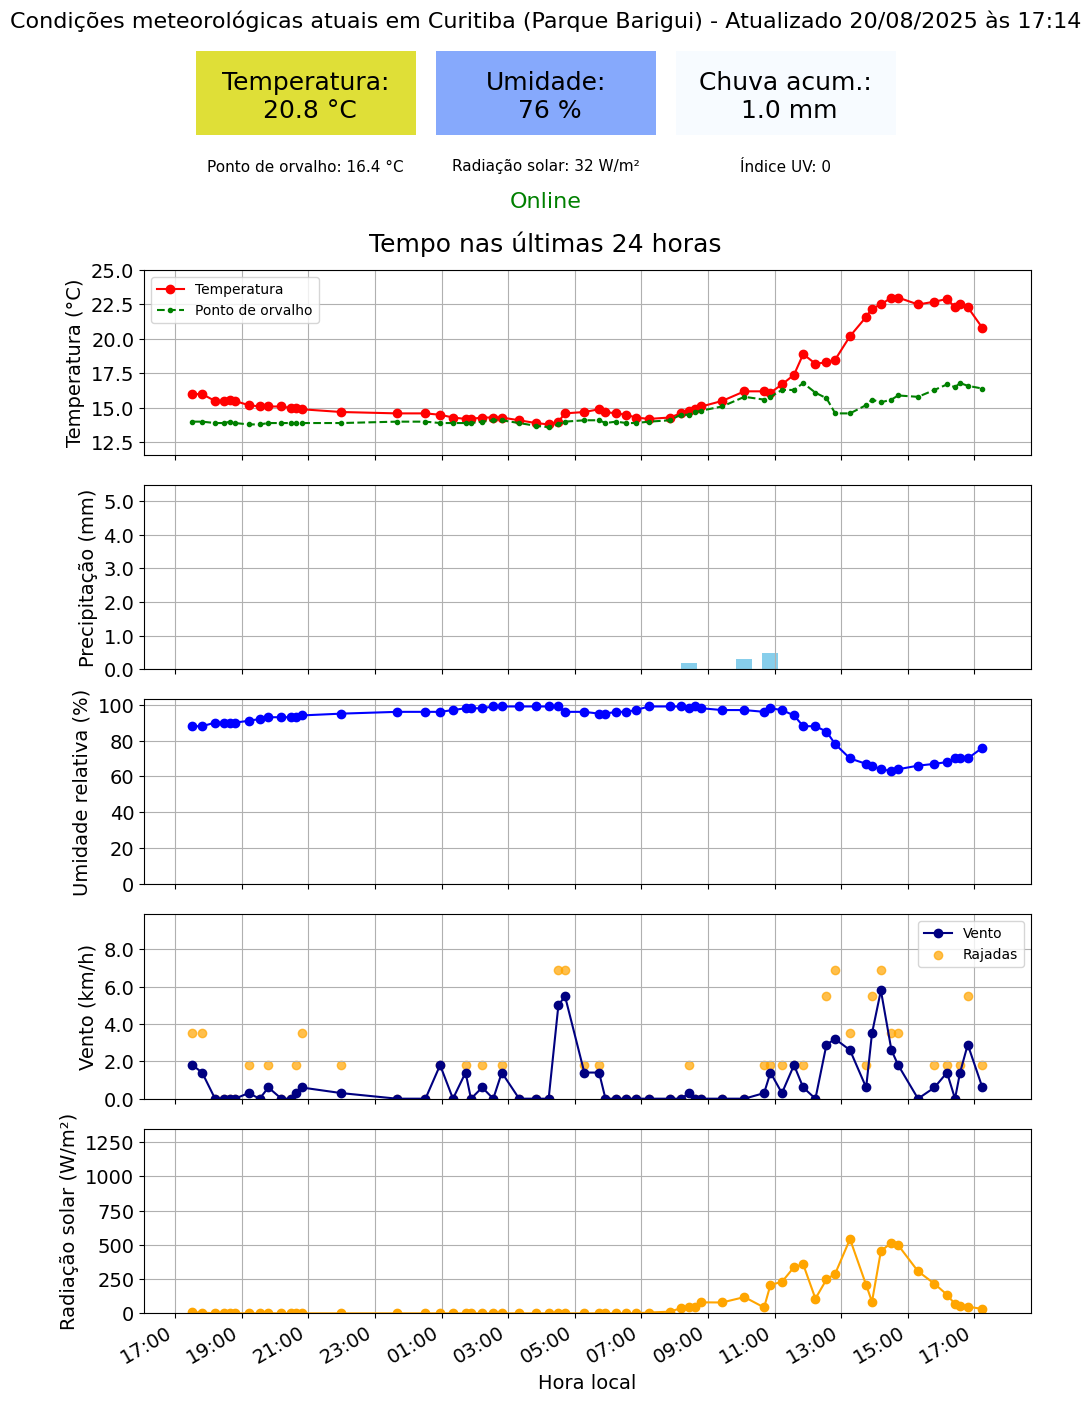 Condições meteorológicas atuais em Curitiba (Parque Barigui) - Atualizado 20/08/2025 às 17:14
Temperatura:
20.8 °C
Umidade:
76 %
Chuva acum.:
1.0 mm
Ponto de orvalho: 16.4 °C
Radiação solar: 32 W/m²
Índice UV: 0
Online
Tempo nas últimas 24 horas
Temperatura (°C)
25.0
22.5
20.0
17.5
15.0
12.5
Temperatura
Ponto de orvalho
Precipitação (mm)
5.0
4.0
3.0
2.0
1.0
0.0
Umidade relativa (%)
100
80
60
40
20
0
Vento (km/h)
8.0
6.0
4.0
2.0
0.0
Vento
Rajadas
Radiação solar (W/m²)
1250
1000
750
500
250
0
17:00
19:00
21:00
23:00
01:00
03:00
05:00
07:00
09:00
11:00
13:00
15:00
17:00
Hora local